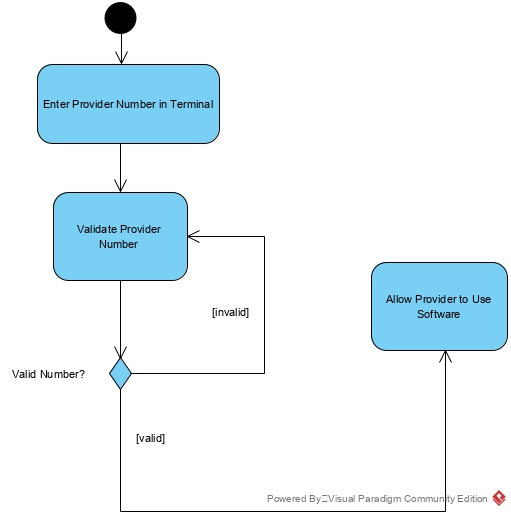 Enter Provider Number in Terminal
Validate Provider
Number
[invalid]
Allow Provider to Use
Software
Valid Number?
[valid]
Powered By Visual Paradigm Community Edition